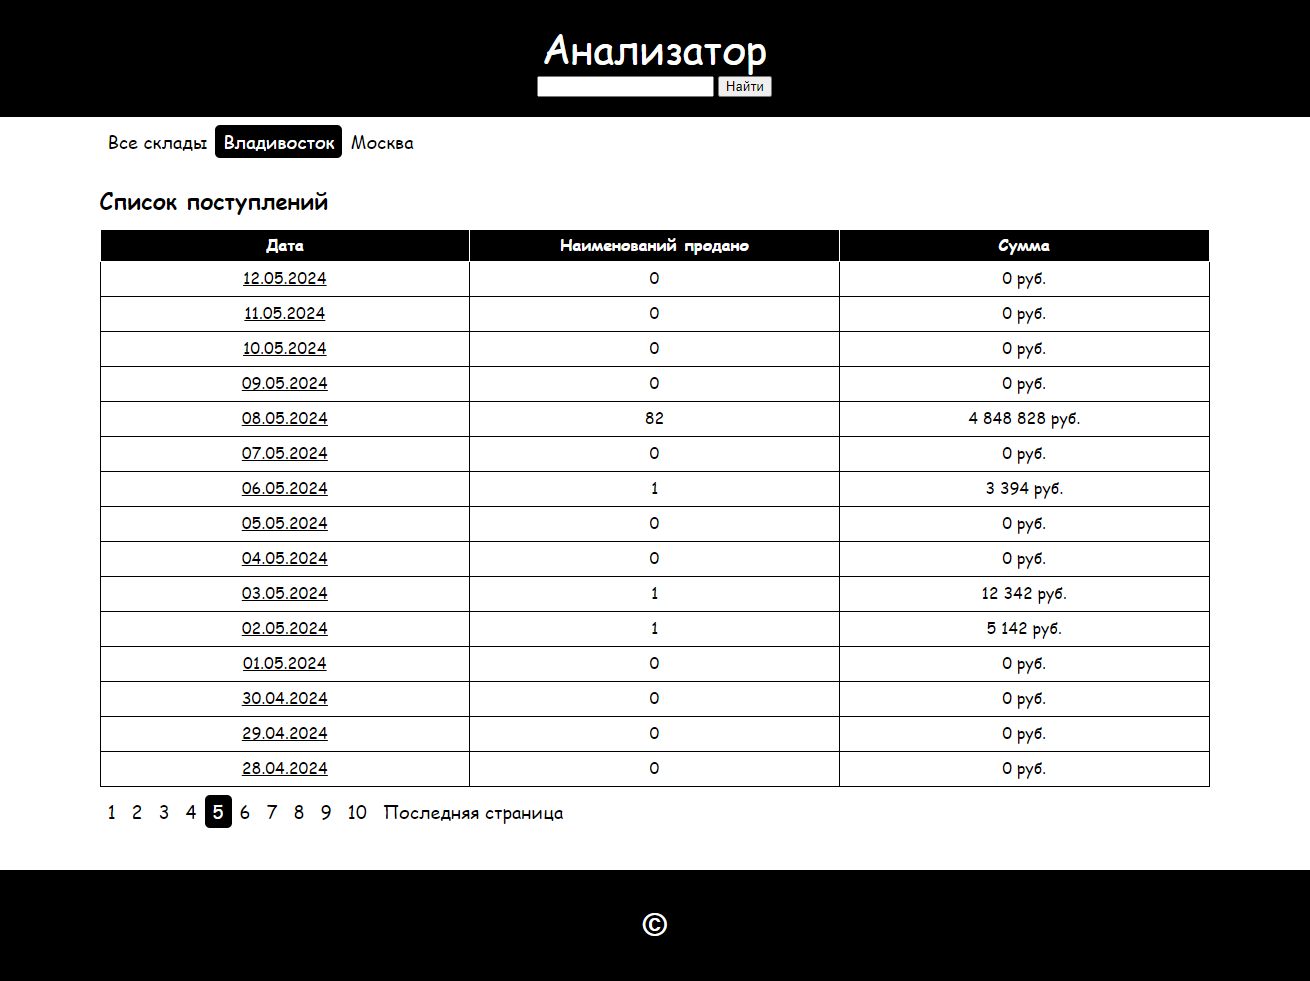 Анализатор
Найти
Все склады Владивосток Москва
Список поступлений
Дата Наименований продано Сумма
12.05.2024 0 0 руб.
11.05.2024 0 0 руб.
10.05.2024 0 0 руб.
09.05.2024 0 0 руб.
08.05.2024 82 4 848 828 руб.
07.05.2024 0 0 руб.
06.05.2024 1 3 394 руб.
05.05.2024 0 0 руб.
04.05.2024 0 0 руб.
03.05.2024 1 12 342 руб.
02.05.2024 1 5 142 руб.
01.05.2024 0 0 руб.
30.04.2024 0 0 руб.
29.04.2024 0 0 руб.
28.04.2024 0 0 руб.
1 2 3 4 5 6 7 8 9 10 Последняя страница
©